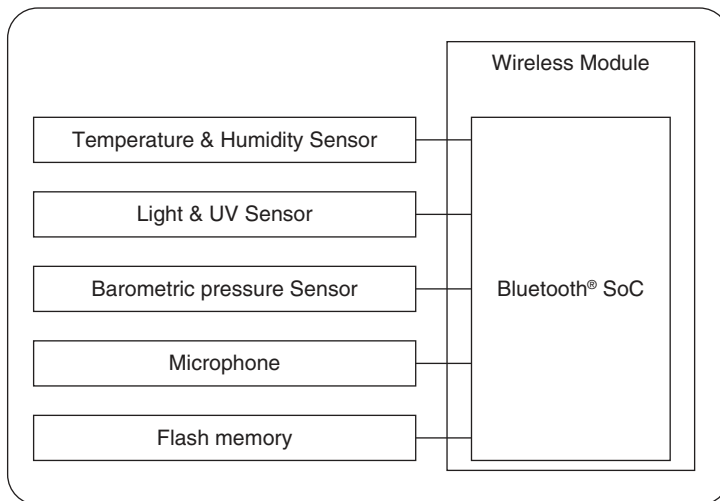 Wireless Module
Temperature & Humidity Sensor
Light & UV Sensor
Barometric pressure Sensor
Bluetooth® SoC
Microphone
Flash memory